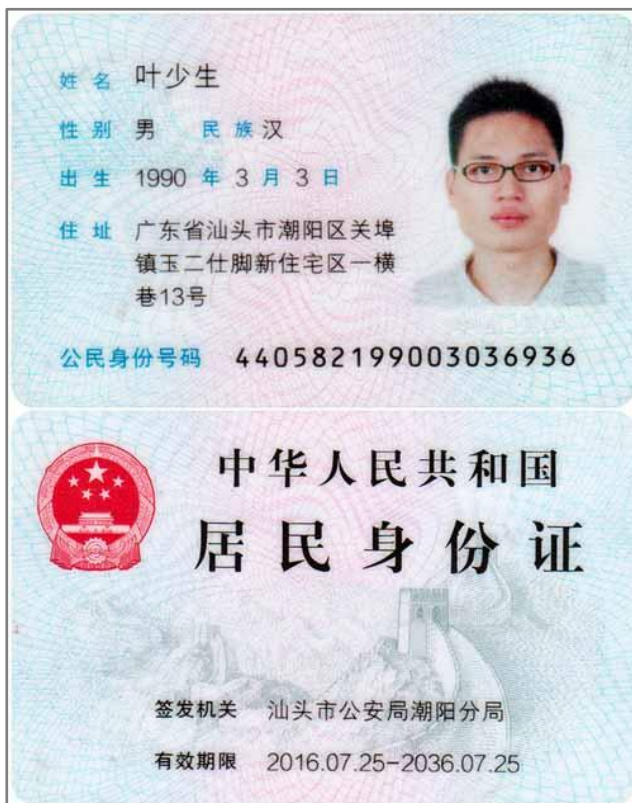 姓名 叶少生
性别 男 民族 汉
出生 1990 年 3 月 3 日
住址 广东省汕头市潮阳区关埠
镇玉二仕脚新住宅区一横
巷13号
公民身份号码 440582199003036936
中华人民共和国
居民身份证
签发机关 汕头市公安局潮阳分局
有效期限 2016.07.25-2036.07.25